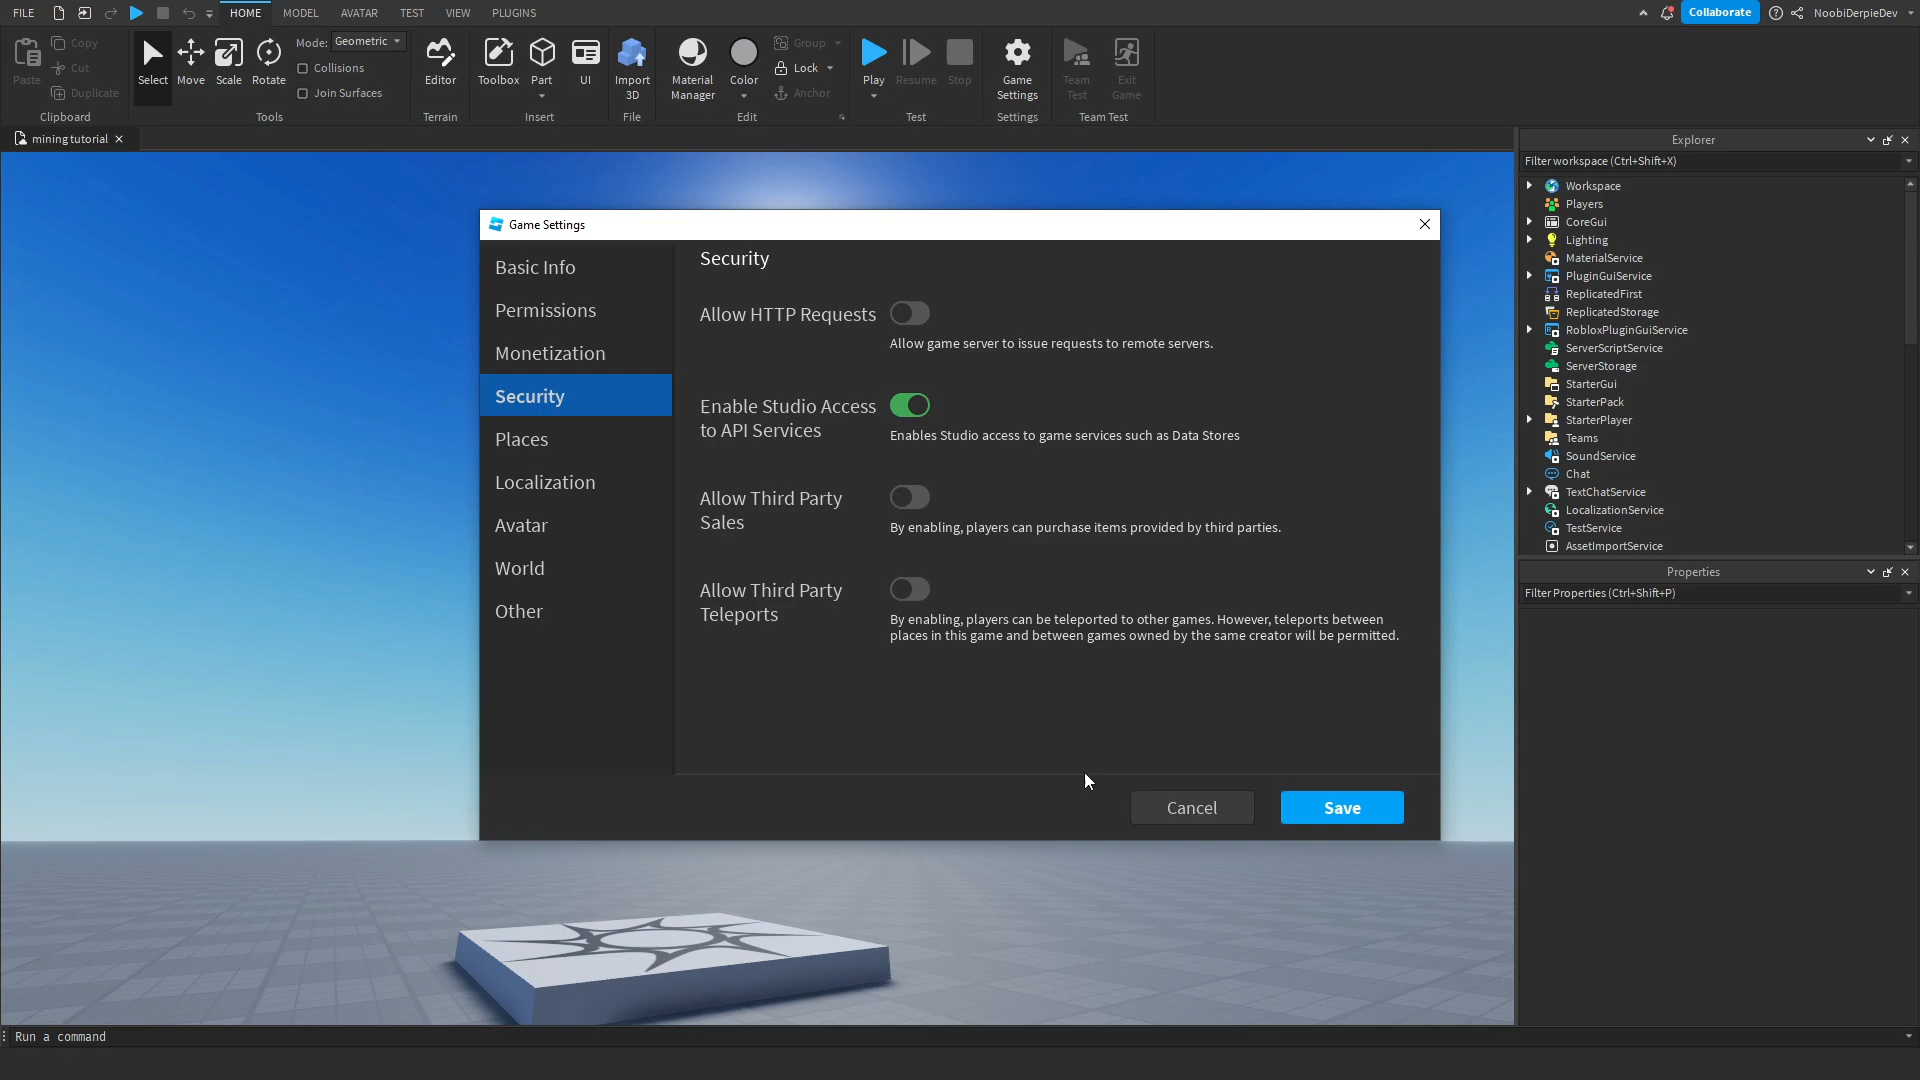 FILE
HOME
MODEL
AVATAR
TEST
VIEW
PLUGINS
Collaborate
NoobiDerpieDev
Paste
Copy
Cut
Duplicate
Clipboard
Select
Move
Scale
Rotate
Mode: Geometric
Collisions
Join Surfaces
Tools
Editor
Terrain
Toolbox
Part
UI
Insert
Import
3D
File
Material
Manager
Color
Group
Lock
Anchor
Edit
Play
Resume
Stop
Test
Game
Settings
Settings
Team
Test
Exit
Game
Team Test
mining tutorial
Game Settings
Basic Info
Permissions
Monetization
Security
Places
Localization
Avatar
World
Other
Security
Allow HTTP Requests
Allow game server to issue requests to remote servers.
Enable Studio Access
to API Services
Enables Studio access to game services such as Data Stores
Allow Third Party
Sales
By enabling, players can purchase items provided by third parties.
Allow Third Party
Teleports
By enabling, players can be teleported to other games. However, teleports between
places in this game and between games owned by the same creator will be permitted.
Cancel
Save
Explorer
Filter workspace (Ctrl+Shift+X)
Workspace
Players
CoreGui
Lighting
MaterialService
PluginGuiService
ReplicatedFirst
ReplicatedStorage
RobloxPluginGuiService
ServerScriptService
ServerStorage
StarterGui
StarterPack
StarterPlayer
Teams
SoundService
Chat
TextChatService
LocalizationService
TestService
AssetImportService
Properties
Filter Properties (Ctrl+Shift+P)
Run a command